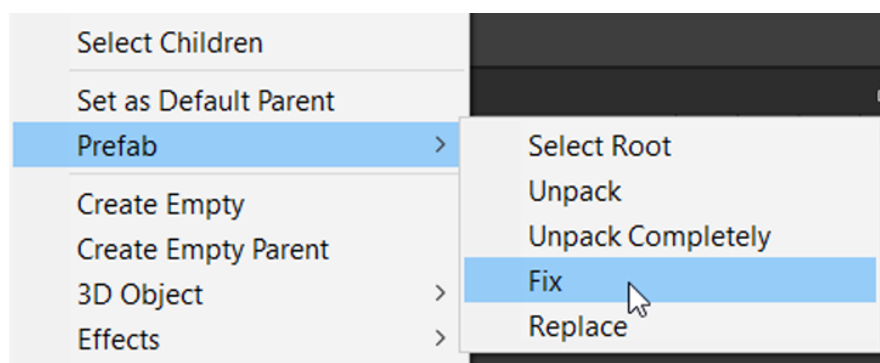 Select Children
Set as Default Parent
Prefab
Create Empty
Create Empty Parent
3D Object
Effects
Select Root
Unpack
Unpack Completely
Fix
Replace